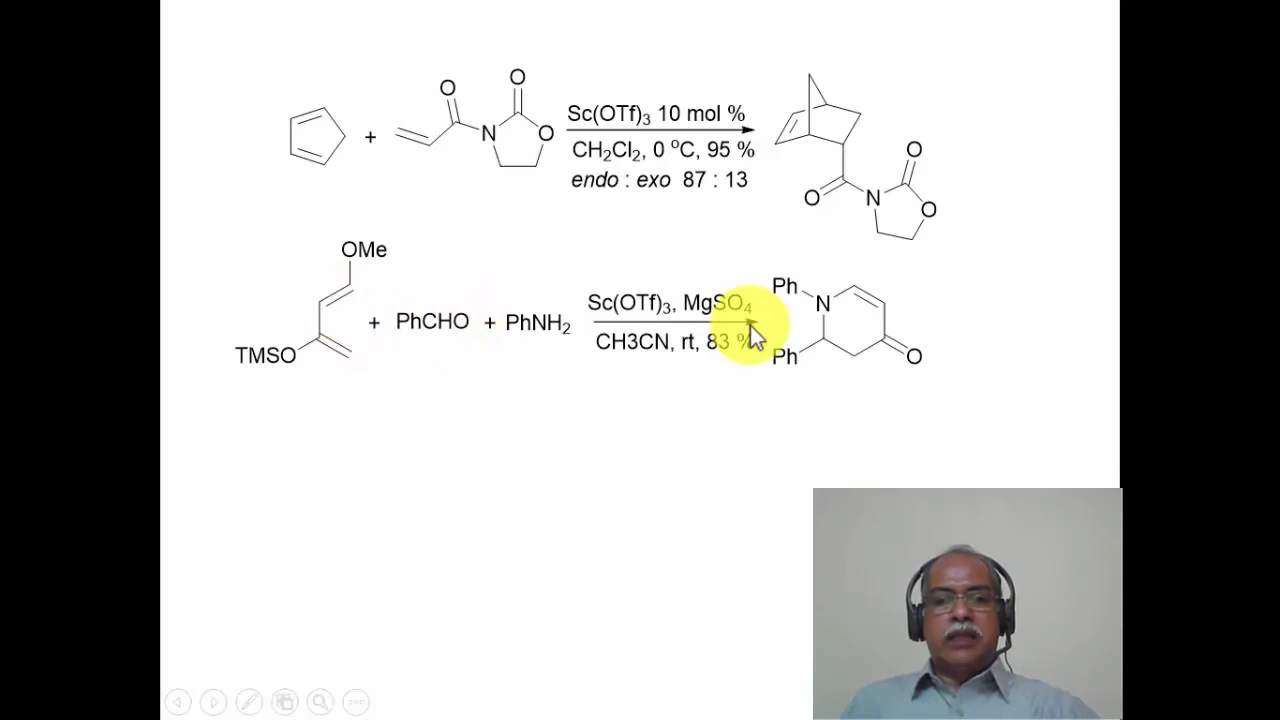 O
O
Sc(OTf)₃ 10 mol %
+
N
O
CH₂Cl₂, 0 °C, 95 %
endo : exo 87 : 13
O
O
N
O
OMe
TMSO
+ PhCHO + PhNH₂
Sc(OTf)₃, MgSO₄
CH3CN, rt, 83 %
Ph
N
Ph
O